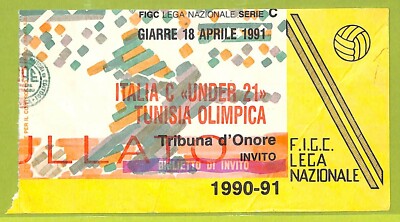 FIGC LEGA NAZIONALE SERIE C
GIARRE 18 APRILE 1991
ITALIA C «UNDER 21»
TUNISIA OLIMPICA
Tribuna d'Onore
INVITO
BIGLIETTO DI INVITO
1990-91
F.I.G.C.
LEGA
NAZIONALE